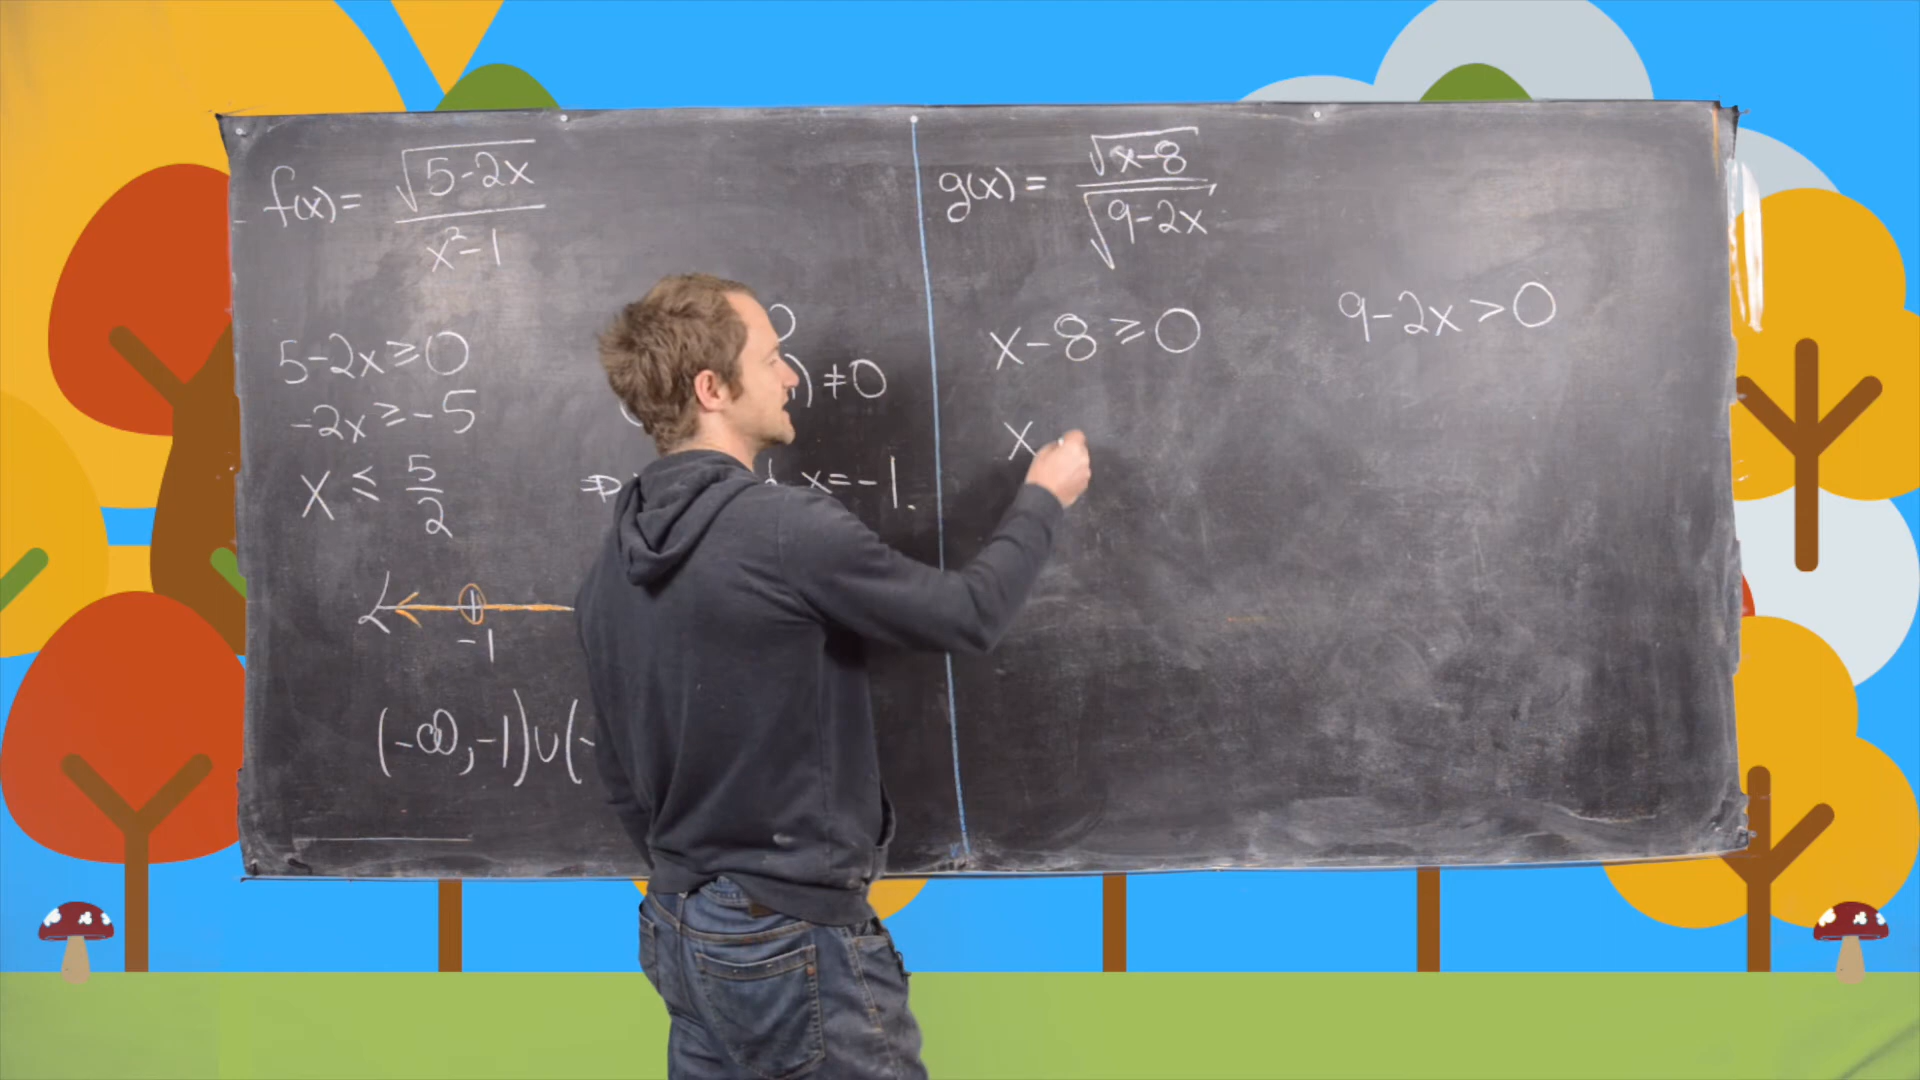 f(x) = √(5-2x) / (x²-1)
5-2x ≥ 0
-2x ≥ -5
x ≤ 5/2
0
) ≠ 0
⇒ x = -1.
-1
(-∞, -1) ∪ (-
g(x) = √(x-8) / √(9-2x)
x-8 ≥ 0
x
9-2x > 0